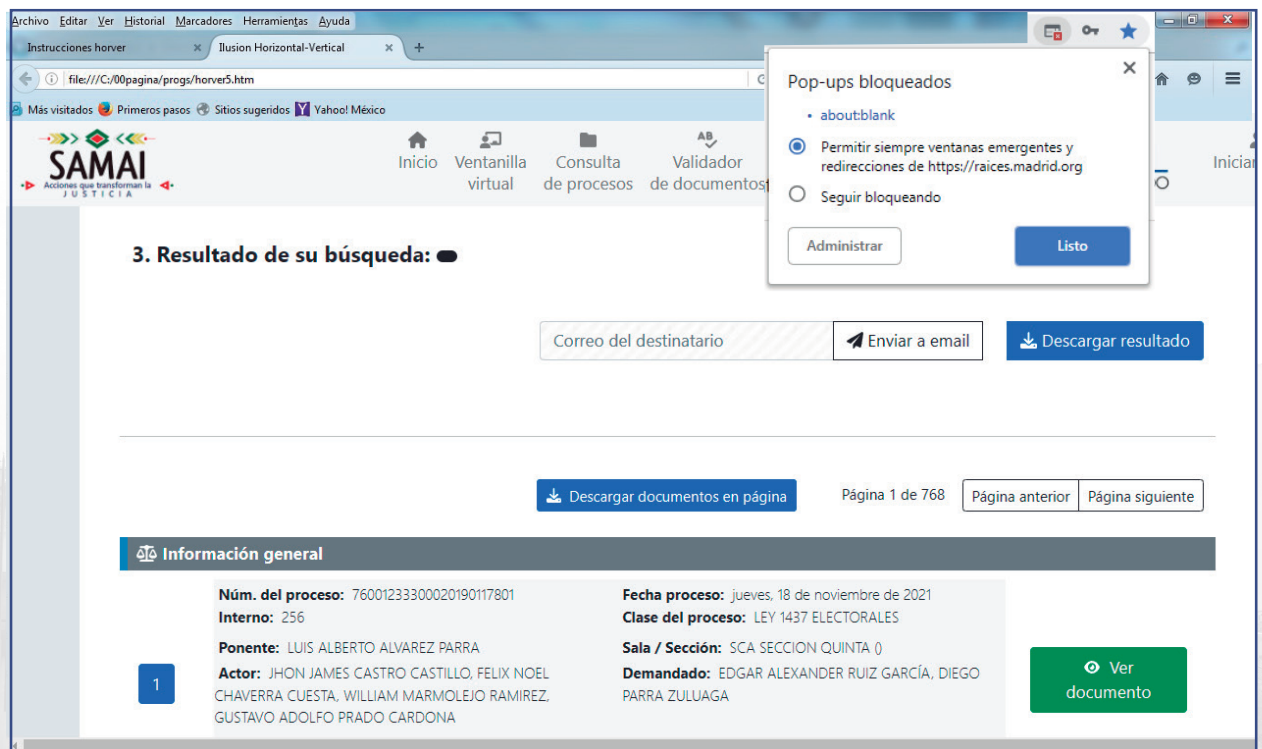 Archivo Editar Ver Historial Marcadores Herramientas Ayuda
Instrucciones horver × Ilusion Horizontal-Vertical × +
file:///C:/00pagina/progs/horver5.htm
Más visitados Primeros pasos Sitios sugeridos Yahoo! México
Pop-ups bloqueados
• about:blank
Permitir siempre ventanas emergentes y
redirecciones de https://raices.madrid.org
Seguir bloqueando
Administrar Listo
SAMAI
Acciones que transforman la
JUSTICIA
Inicio
Ventanilla
virtual
Consulta
de procesos
AB
Validador
de documentos
Iniciar
3. Resultado de su búsqueda:
Correo del destinatario Enviar a email Descargar resultado
Descargar documentos en página Página 1 de 768 Página anterior Página siguiente
Información general
Núm. del proceso: 76001233300020190117801 Fecha proceso: jueves, 18 de noviembre de 2021
Interno: 256 Clase del proceso: LEY 1437 ELECTORALES
Ponente: LUIS ALBERTO ALVAREZ PARRA Sala / Sección: SCA SECCION QUINTA ()
1
Actor: JHON JAMES CASTRO CASTILLO, FELIX NOEL Demandado: EDGAR ALEXANDER RUIZ GARCÍA, DIEGO
CHAVERRA CUESTA, WILLIAM MARMOLEJO RAMIREZ, PARRA ZULUAGA
GUSTAVO ADOLFO PRADO CARDONA
Ver
documento